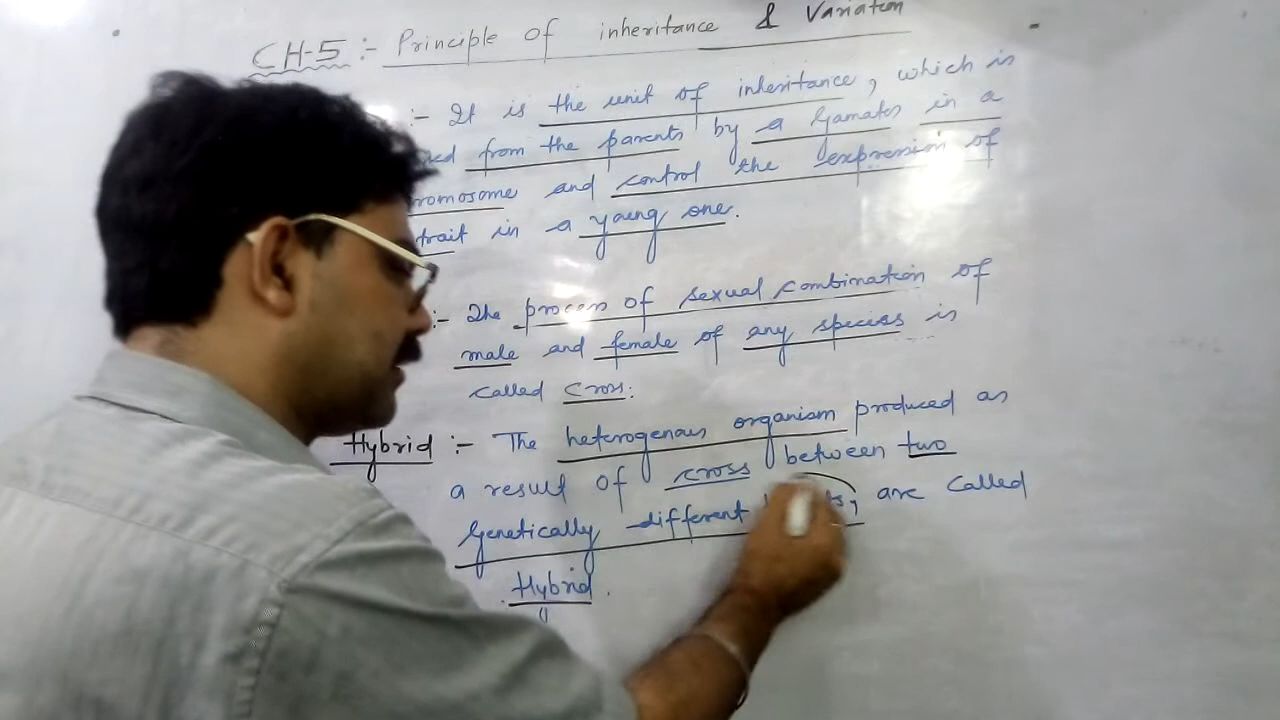 CH-5 :- Principle of inheritance & Variation
:- It is the unit of inheritance, which is
from the parents by a Gamates in a
romosome and control the expression of
trait in a young one.
:- The process of sexual combination of
male and female of any species is
called cross.
Hybrid :- The heterogenous organism produced as
a result of cross between two
Genetically different are called
Hybrid.